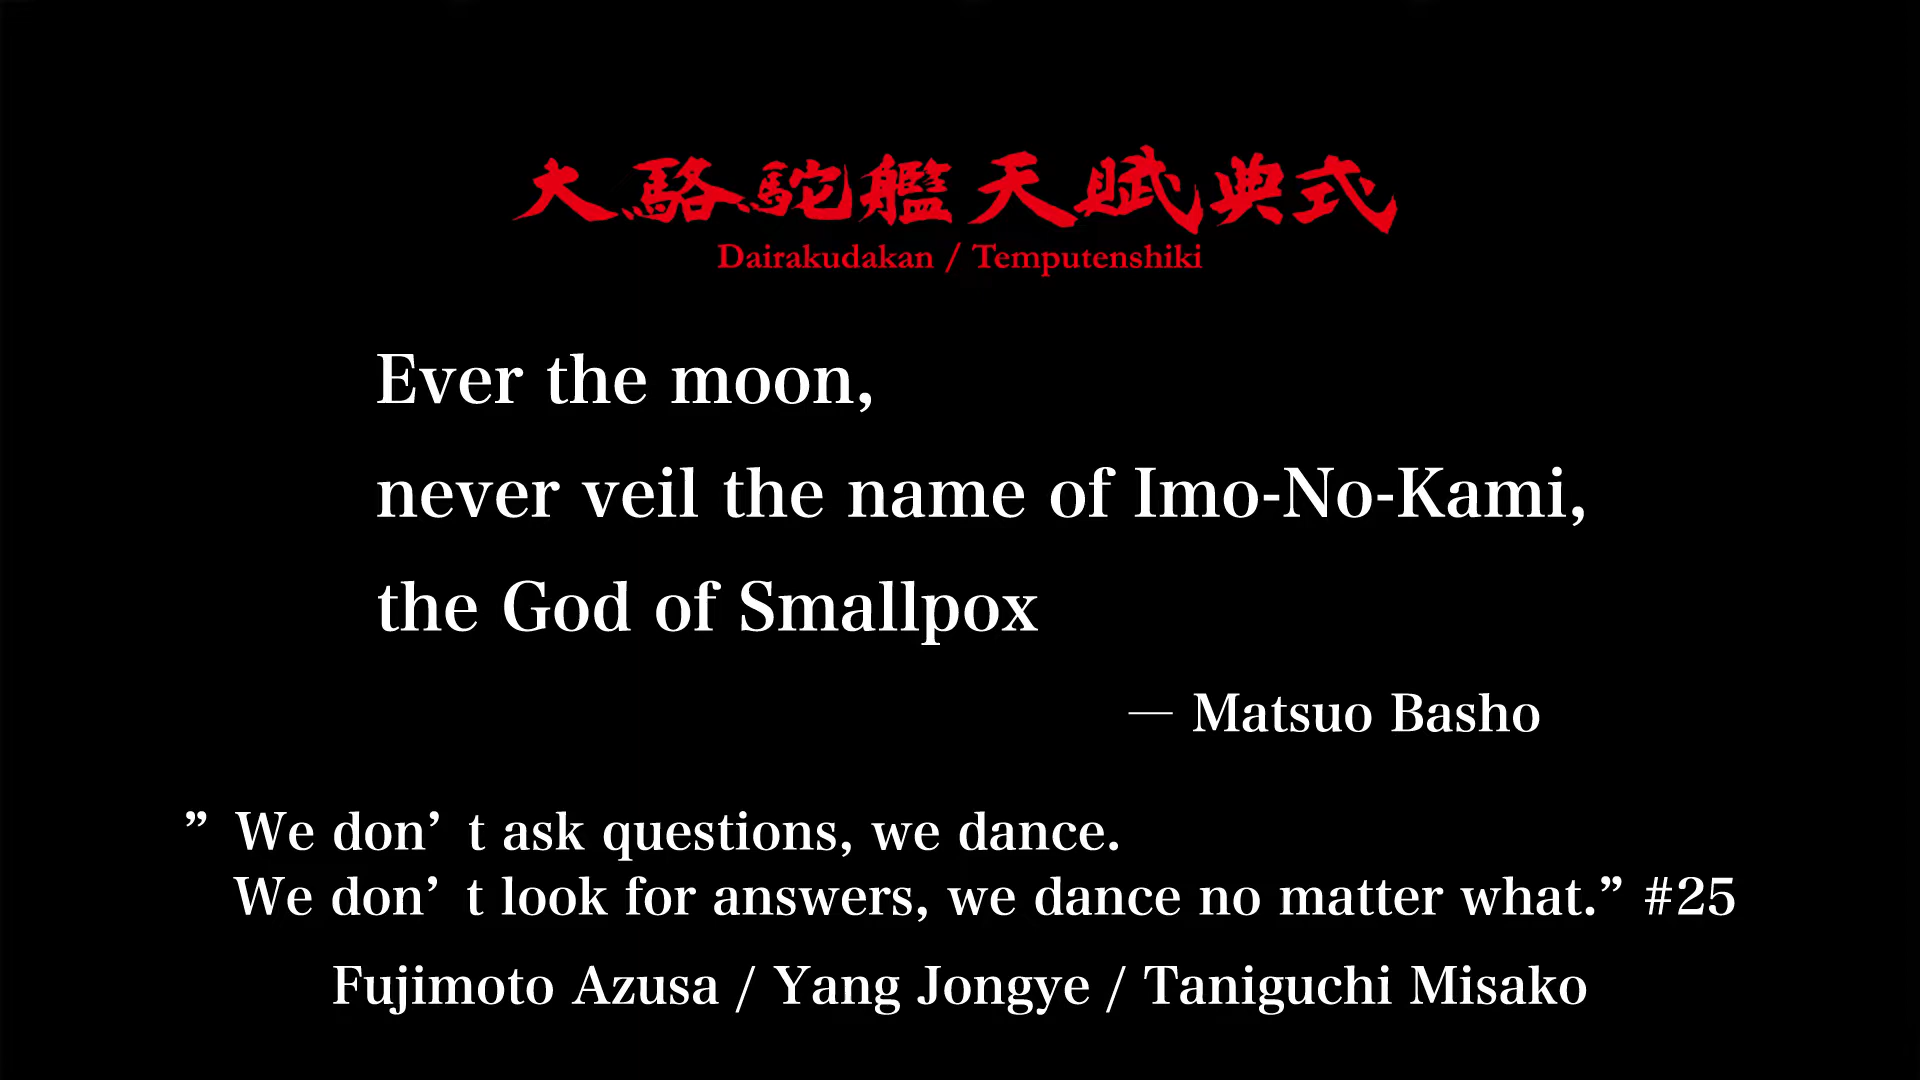 大駱駝艦天賦典式
Dairakudakan / Temputenshiki
Ever the moon,
never veil the name of Imo-No-Kami,
the God of Smallpox
— Matsuo Basho
”We don’t ask questions, we dance.
We don’t look for answers, we dance no matter what.” #25
Fujimoto Azusa / Yang Jongye / Taniguchi Misako